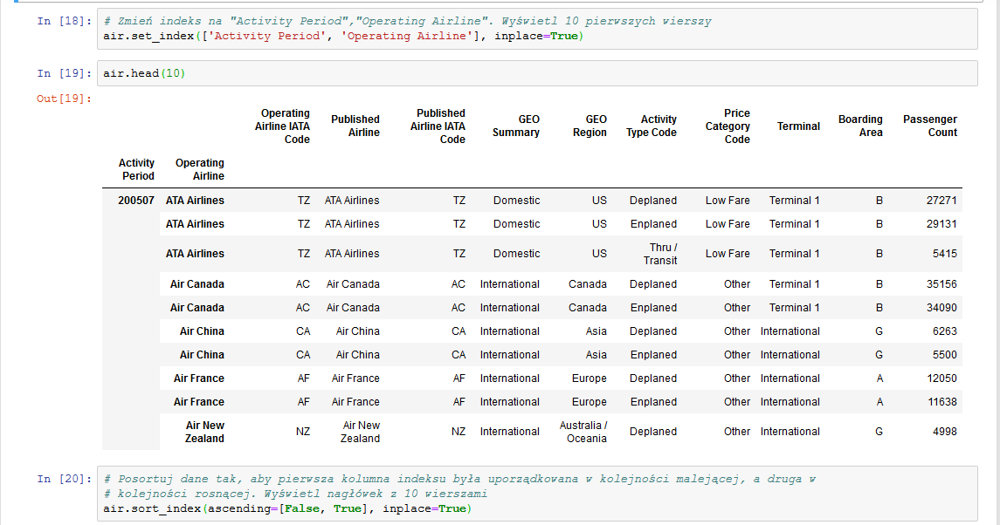 In [18]: # Zmień indeks na "Activity Period","Operating Airline". Wyświetl 10 pierwszych wierszy
air.set_index(['Activity Period', 'Operating Airline'], inplace=True)
In [19]: air.head(10)
Out[19]:
Operating Airline IATA Code Published Airline Published Airline IATA Code GEO Summary GEO Region Activity Type Code Price Category Code Terminal Boarding Area Passenger Count
Activity Period Operating Airline
200507 ATA Airlines TZ ATA Airlines TZ Domestic US Deplaned Low Fare Terminal 1 B 27271
ATA Airlines TZ ATA Airlines TZ Domestic US Enplaned Low Fare Terminal 1 B 29131
ATA Airlines TZ ATA Airlines TZ Domestic US Thru / Transit Low Fare Terminal 1 B 5415
Air Canada AC Air Canada AC International Canada Deplaned Other Terminal 1 B 35156
Air Canada AC Air Canada AC International Canada Enplaned Other Terminal 1 B 34090
Air China CA Air China CA International Asia Deplaned Other International G 6263
Air China CA Air China CA International Asia Enplaned Other International G 5500
Air France AF Air France AF International Europe Deplaned Other International A 12050
Air France AF Air France AF International Europe Enplaned Other International A 11638
Air New Zealand NZ Air New Zealand NZ International Australia / Oceania Deplaned Other International G 4998
In [20]: # Posortuj dane tak, aby pierwsza kolumna indeksu była uporządkowana w kolejności malejącej, a druga w
# kolejności rosnącej. Wyświetl nagłówek z 10 wierszami
air.sort_index(ascending=[False, True], inplace=True)